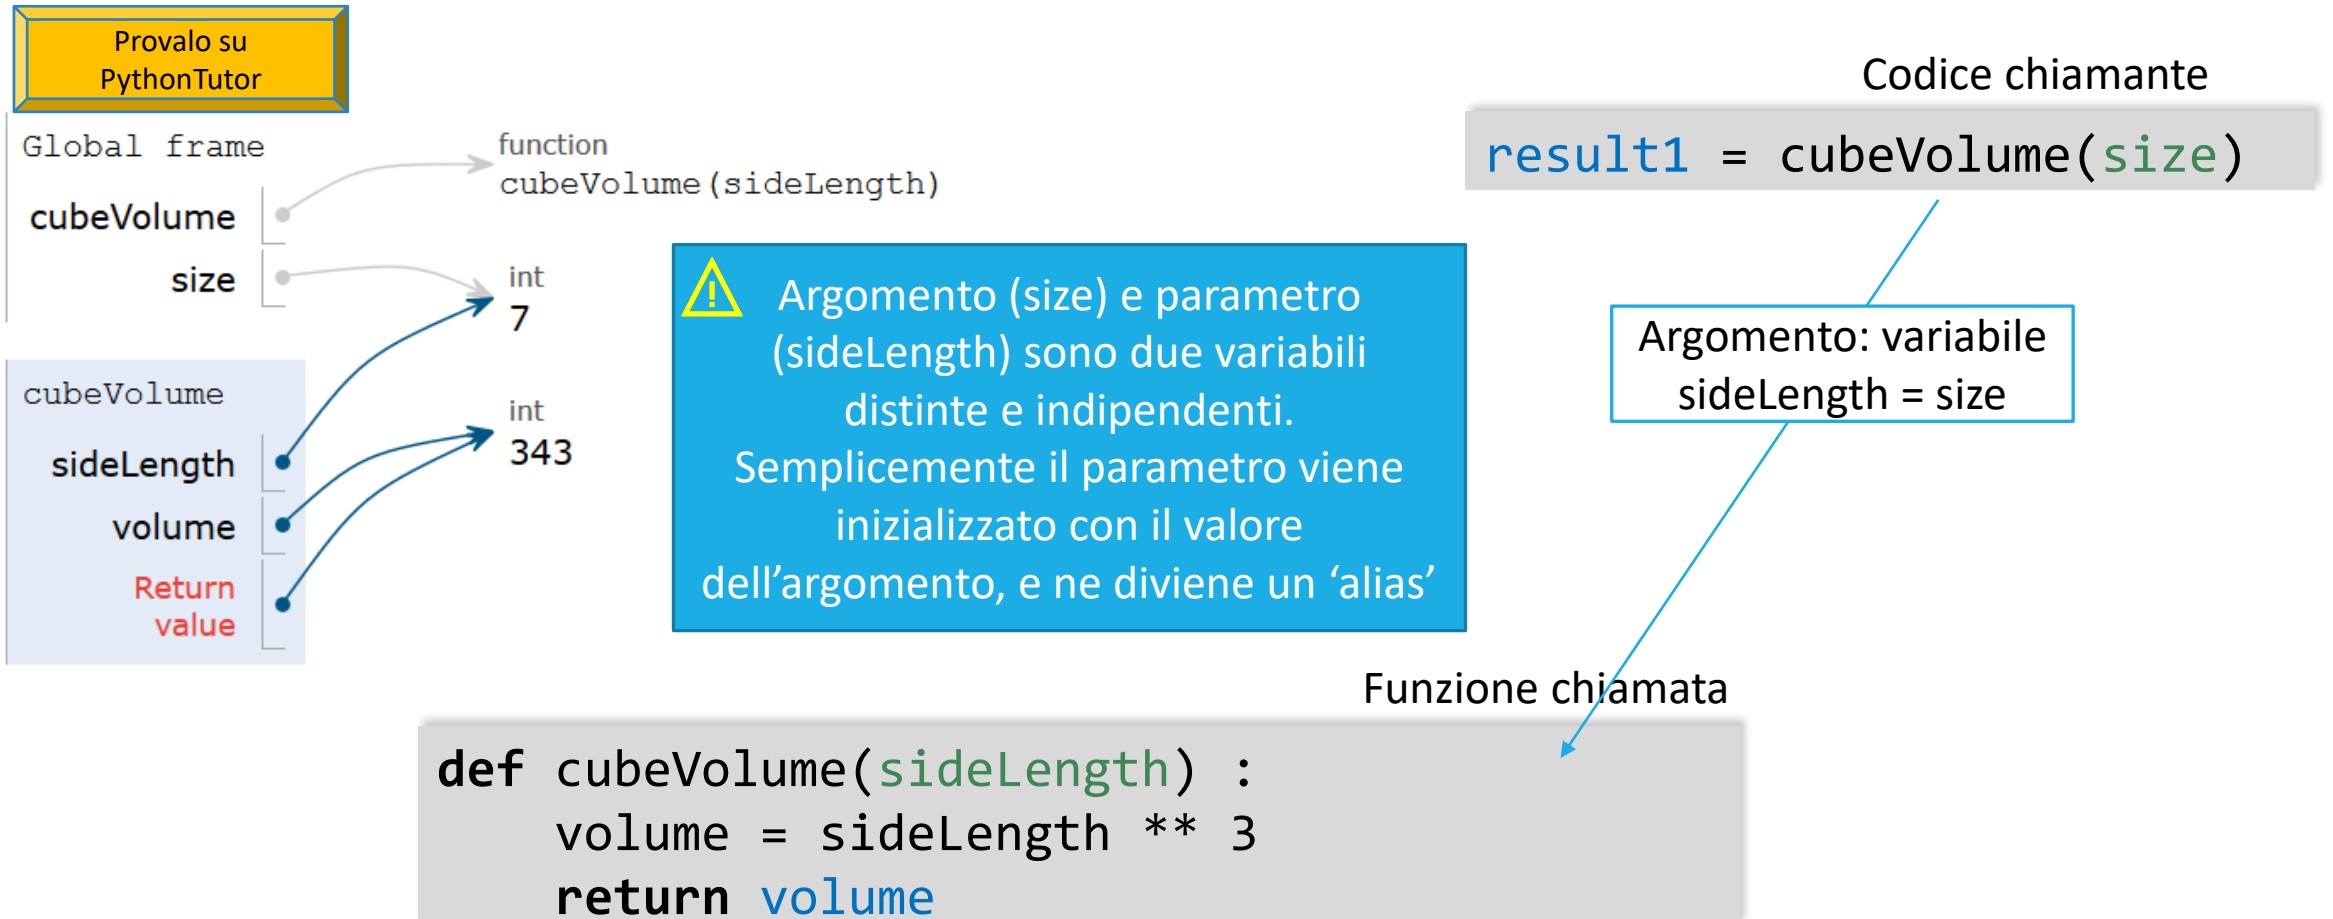 Provalo su
PythonTutor
Global frame
cubeVolume
size
function
cubeVolume(sideLength)
int
7
cubeVolume
sideLength
volume
Return
value
int
343
Argomento (size) e parametro
(sideLength) sono due variabili
distinte e indipendenti.
Semplicemente il parametro viene
inizializzato con il valore
dell’argomento, e ne diviene un ‘alias’
Codice chiamante
result1 = cubeVolume(size)
Argomento: variabile
sideLength = size
Funzione chiamata
def cubeVolume(sideLength) :
    volume = sideLength ** 3
    return volume